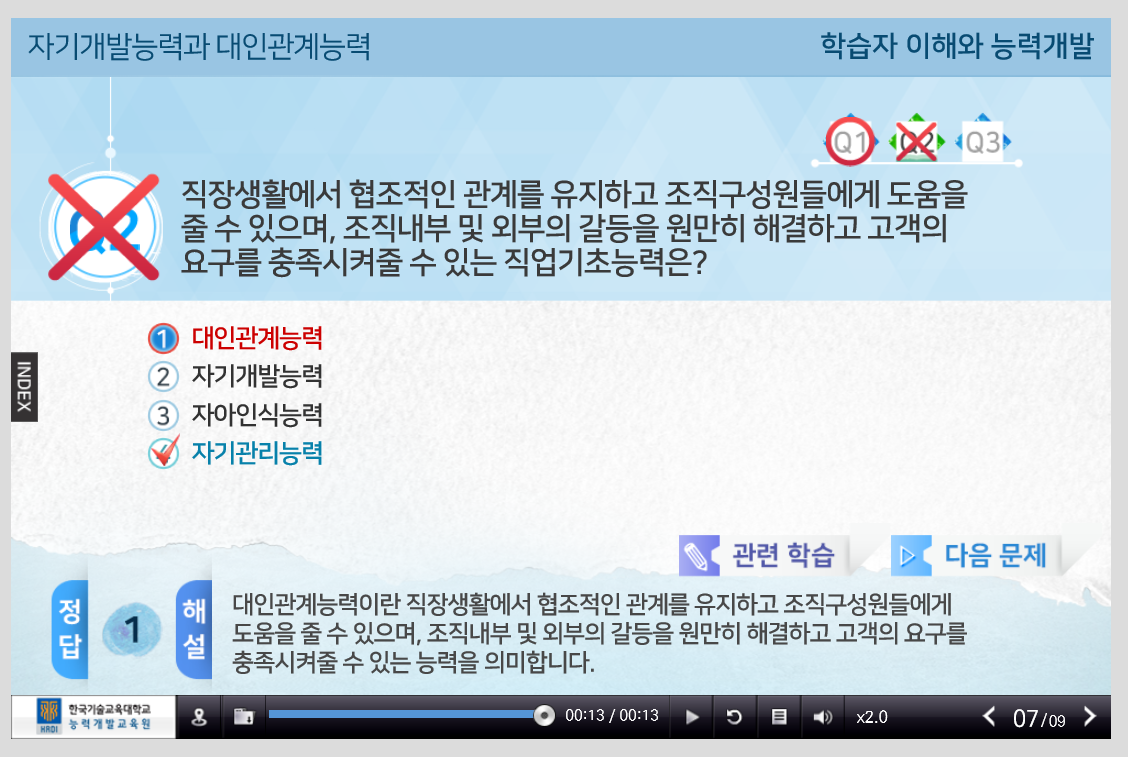 자기개발능력과 대인관계능력
학습자 이해와 능력개발
Q1 Q2 Q3
Q2
직장생활에서 협조적인 관계를 유지하고 조직구성원들에게 도움을
줄 수 있으며, 조직내부 및 외부의 갈등을 원만히 해결하고 고객의
요구를 충족시켜줄 수 있는 직업기초능력은?
1 대인관계능력
2 자기개발능력
3 자아인식능력
자기관리능력
INDEX
관련 학습
다음 문제
정답
1
해설
대인관계능력이란 직장생활에서 협조적인 관계를 유지하고 조직구성원들에게
도움을 줄 수 있으며, 조직내부 및 외부의 갈등을 원만히 해결하고 고객의 요구를
충족시켜줄 수 있는 능력을 의미합니다.
HRDI
한국기술교육대학교
능력개발교육원
00:13 / 00:13
x2.0
07/09